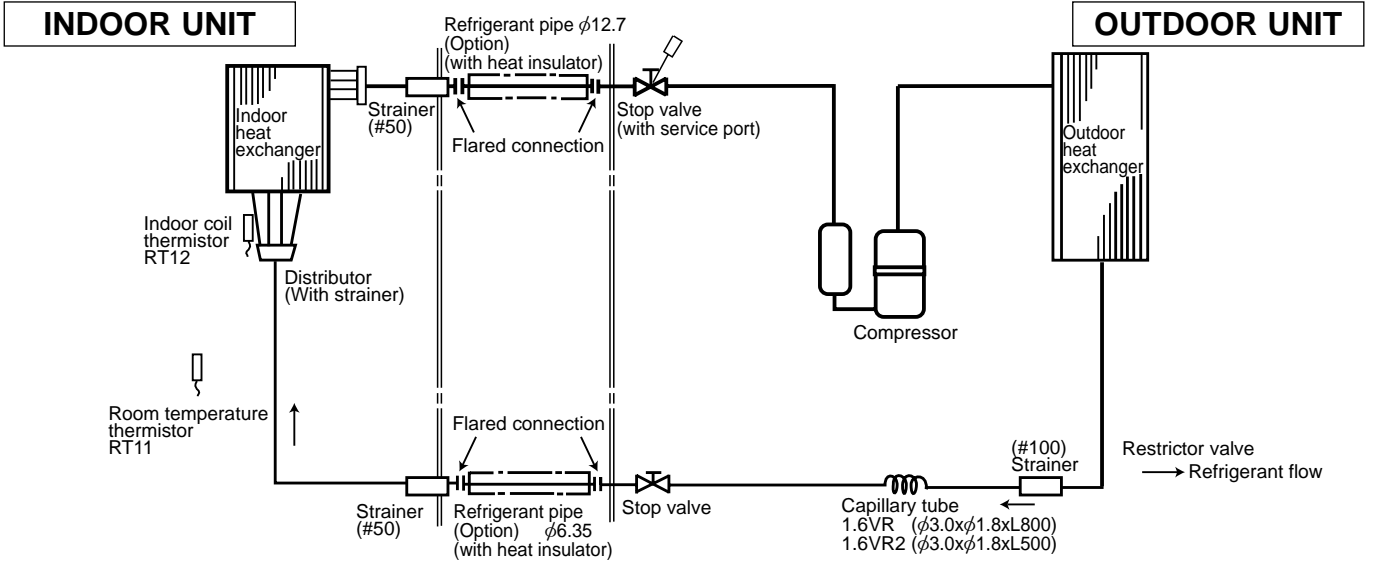 INDOOR UNIT
OUTDOOR UNIT
Refrigerant pipe ϕ12.7
(Option)
(with heat insulator)
Indoor
heat
exchanger
Strainer
(#50)
Flared connection
Stop valve
(with service port)
Outdoor
heat
exchanger
Indoor coil
thermistor
RT12
Distributor
(With strainer)
Compressor
Room temperature
thermistor
RT11
Flared connection
(#100)
Strainer
Restrictor valve
Refrigerant flow
Strainer
(#50)
Refrigerant pipe
(Option) ϕ6.35
(with heat insulator)
Stop valve
Capillary tube
1.6VR (ϕ3.0xϕ1.8xL800)
1.6VR2 (ϕ3.0xϕ1.8xL500)